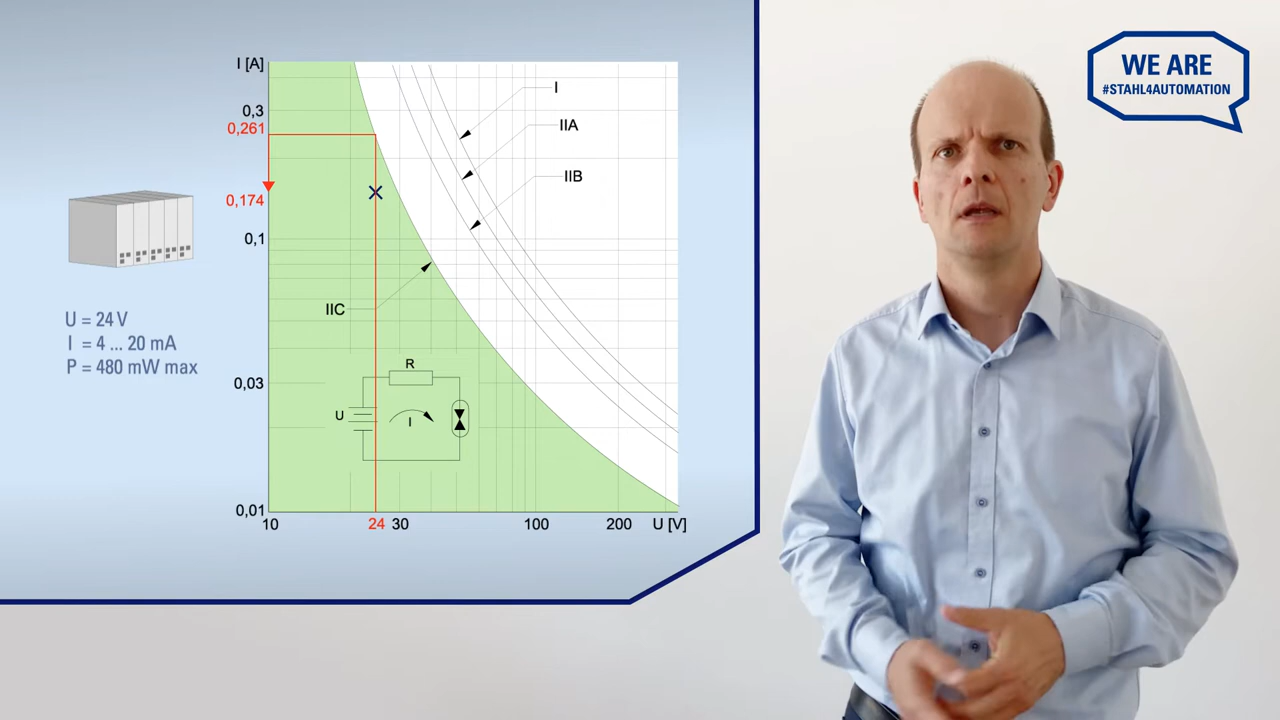 I [A]
0,3
0,261
0,174
0,1
0,03
0,01
10
24
30
100
200
U [V]
I
IIA
IIB
IIC
R
U
I
U = 24 V
I = 4 ... 20 mA
P = 480 mW max
WE ARE
#STAHL4AUTOMATION